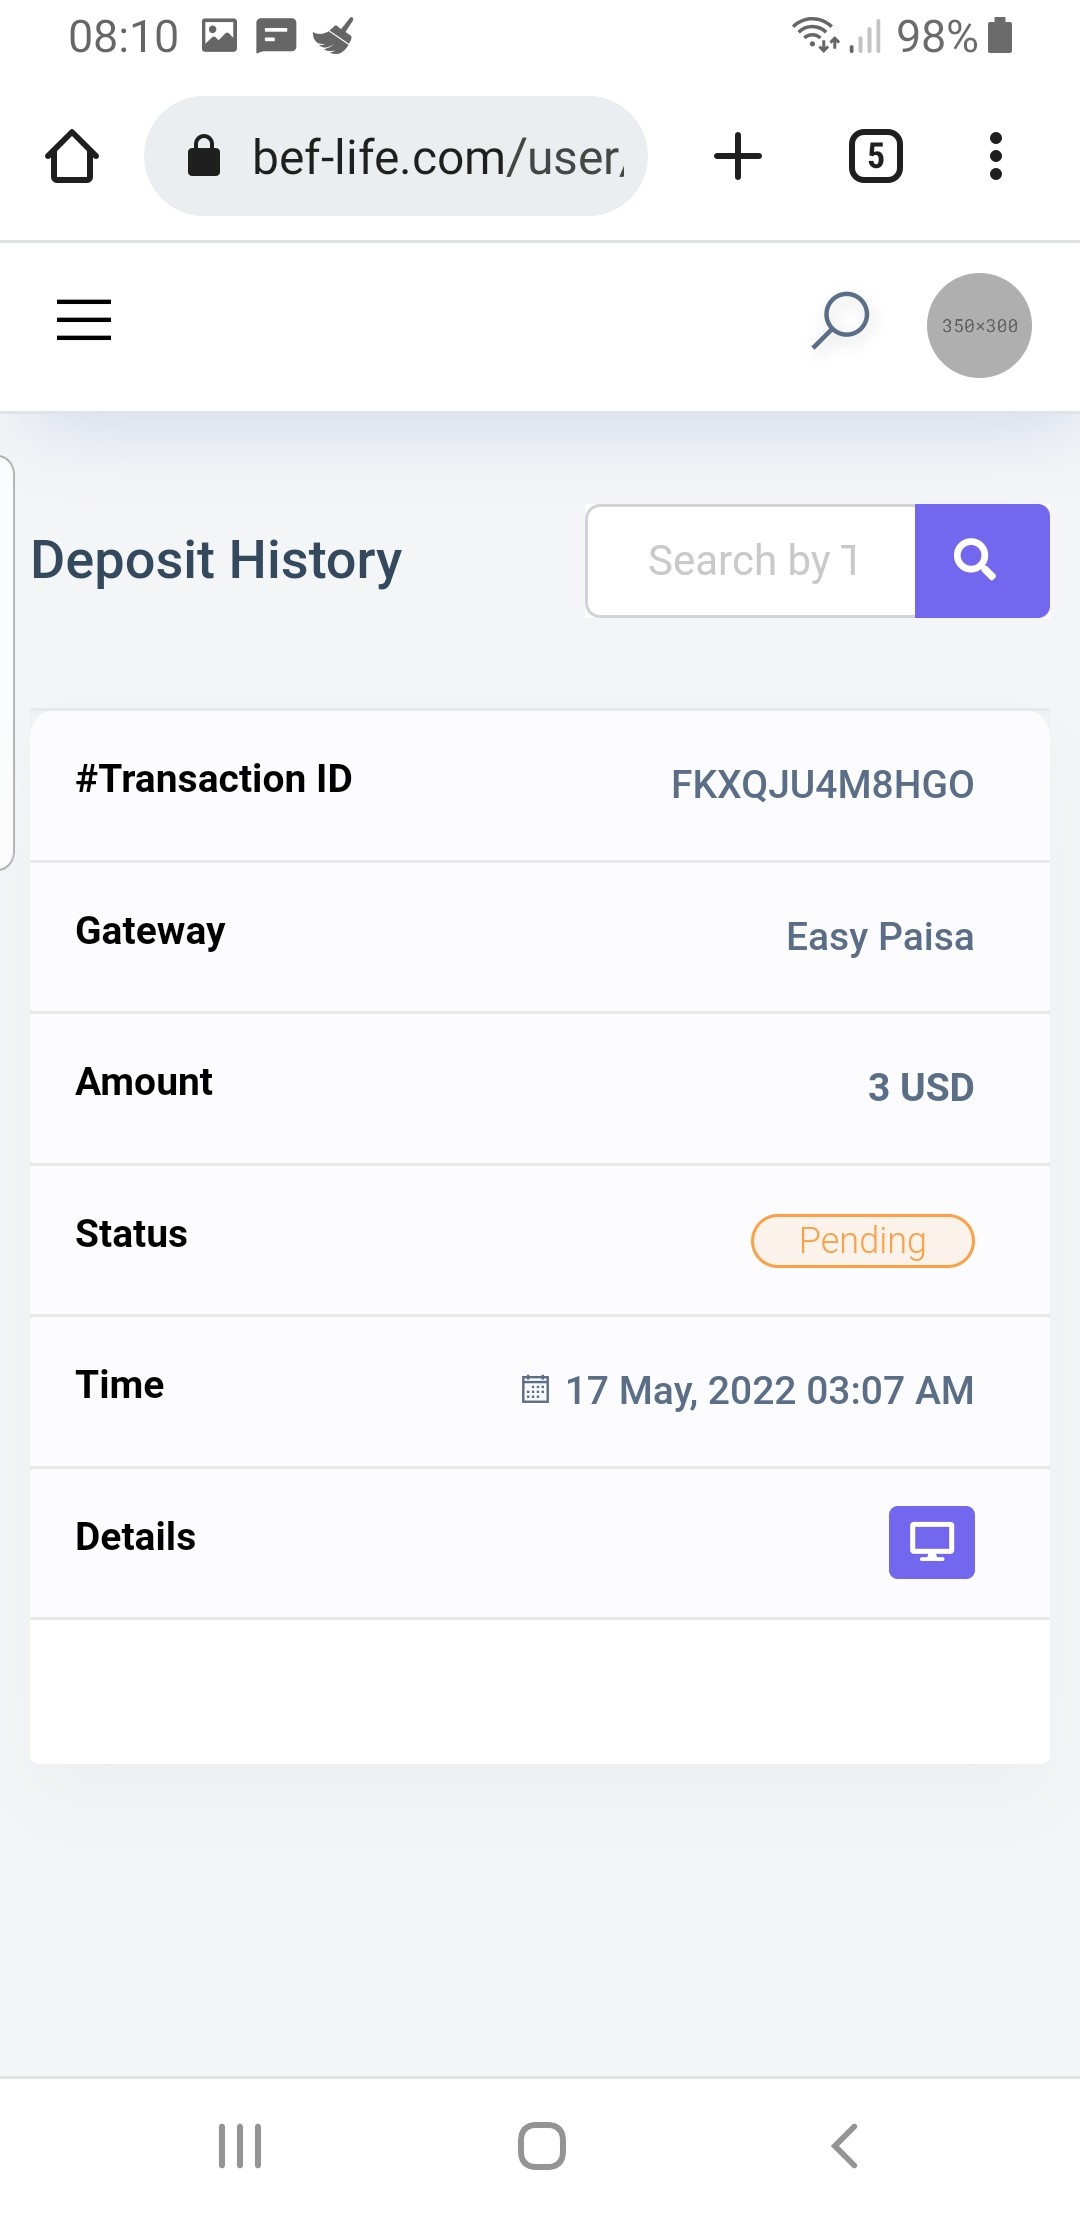 08:10
98%
bef-life.com/user
5
350×300
Deposit History
Search by
#Transaction ID
FKXQJU4M8HGO
Gateway
Easy Paisa
Amount
3 USD
Status
Pending
Time
17 May, 2022 03:07 AM
Details